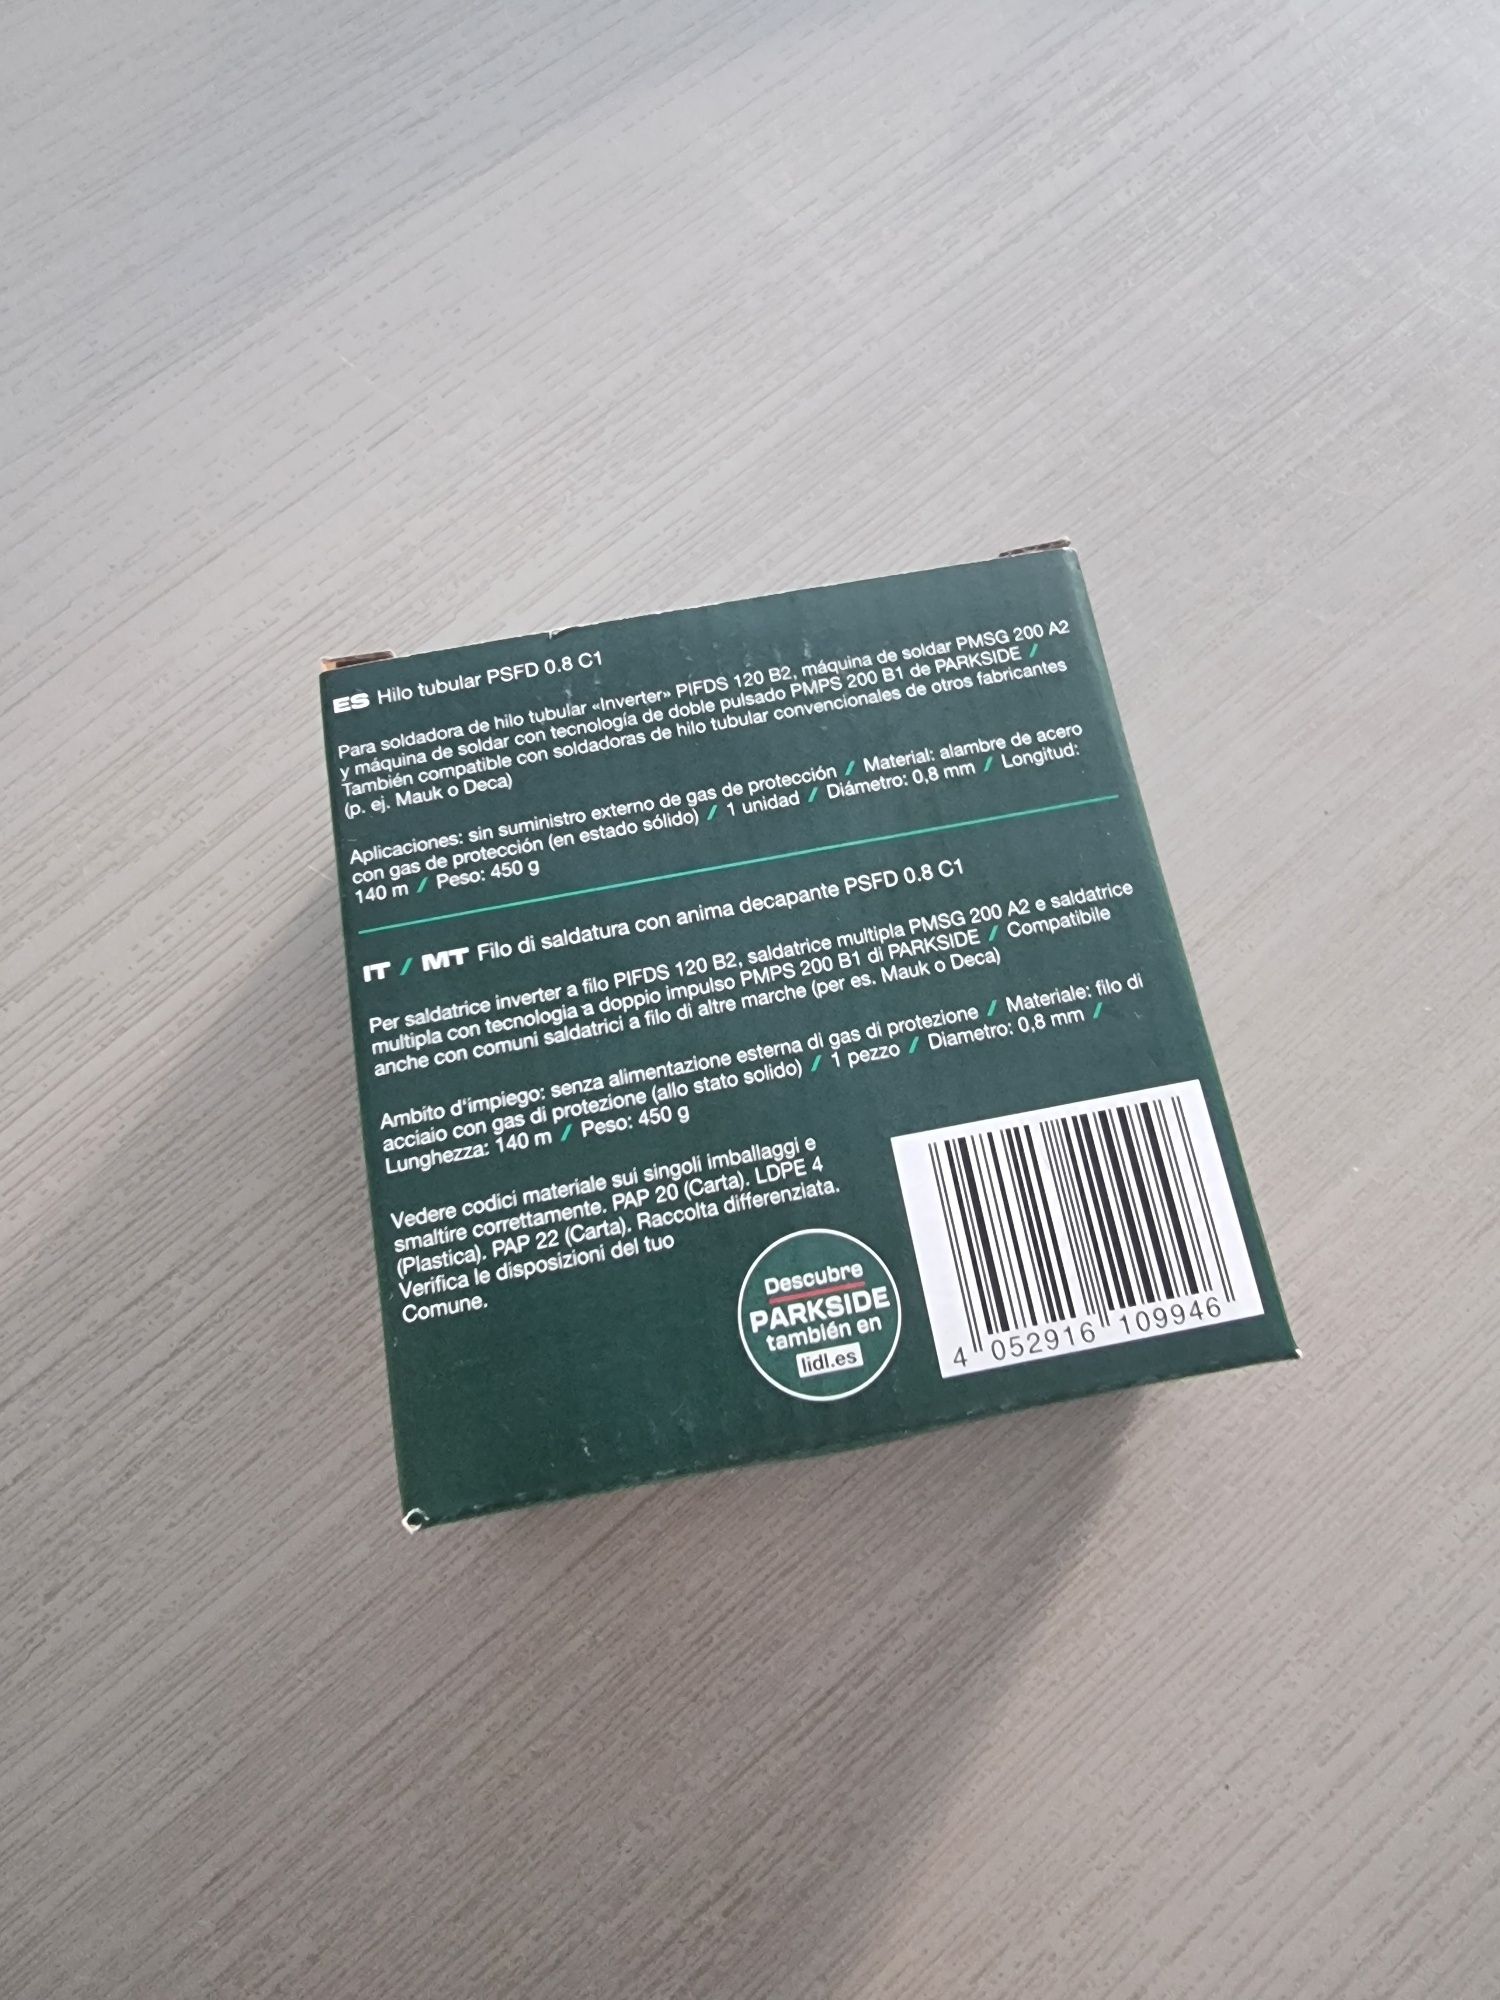 ES Hilo tubular PSFD 0.8 C1
Para soldadora de hilo tubular «Inverter» PIFDS 120 B2, máquina de soldar PMSG 200 A2
y máquina de soldar con tecnología de doble pulsado PMPS 200 B1 de PARKSIDE /
También compatible con soldadoras de hilo tubular convencionales de otros fabricantes
(p. ej. Mauk o Deca)
Aplicaciones: sin suministro externo de gas de protección / Material: alambre de acero
con gas de protección (en estado sólido) / 1 unidad / Diámetro: 0,8 mm / Longitud:
140 m / Peso: 450 g
IT / MT Filo di saldatura con anima decapante PSFD 0.8 C1
Per saldatrice inverter a filo PIFDS 120 B2, saldatrice multipla PMSG 200 A2 e saldatrice
multipla con tecnologia a doppio impulso PMPS 200 B1 di PARKSIDE / Compatibile
anche con comuni saldatrici a filo di altre marche (per es. Mauk o Deca)
Ambito d'impiego: senza alimentazione esterna di gas di protezione / Materiale: filo di
acciaio con gas di protezione (allo stato solido) / 1 pezzo / Diametro: 0,8 mm /
Lunghezza: 140 m / Peso: 450 g
Vedere codici materiale sui singoli imballaggi e
smaltire correttamente. PAP 20 (Carta). LDPE 4
(Plastica). PAP 22 (Carta). Raccolta differenziata.
Verifica le disposizioni del tuo
Comune.
Descubre
PARKSIDE
también en
lidl.es
4 052916 109946